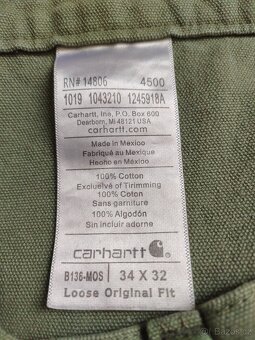 RN# 14806 4500
1019 1043210 1245918A
Carhartt, Inc, P.O. Box 600
Dearborn, MI 48121 USA
carhartt.com
Made in Mexico
Fabriqué au Mexique
Hecho en México
100% Cotton
Exclusive of Trimming
100% Coton
Sans garniture
100% Algodón
Sin incluir adorno
carhartt
B136-MOS 34 X 32
Loose Original Fit